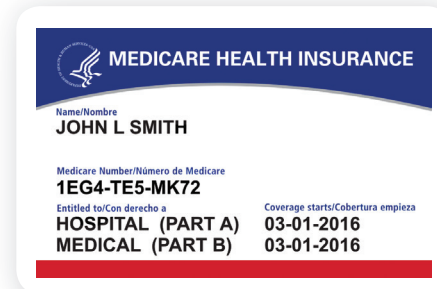 MEDICARE HEALTH INSURANCE
Name/Nombre
JOHN L SMITH
Medicare Number/Número de Medicare
1EG4-TE5-MK72
Entitled to/Con derecho a Coverage starts/Cobertura empieza
HOSPITAL (PART A) 03-01-2016
MEDICAL (PART B) 03-01-2016